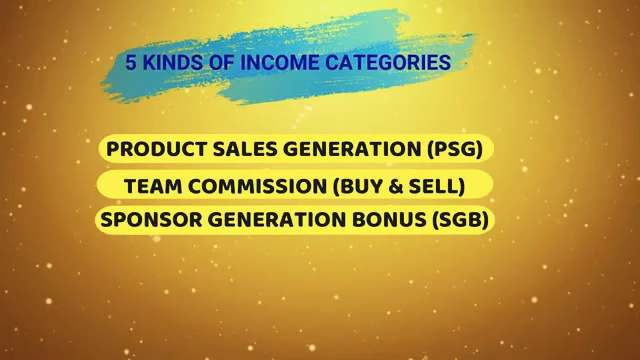 5 KINDS OF INCOME CATEGORIES
PRODUCT SALES GENERATION (PSG)
TEAM COMMISSION (BUY & SELL)
SPONSOR GENERATION BONUS (SGB)